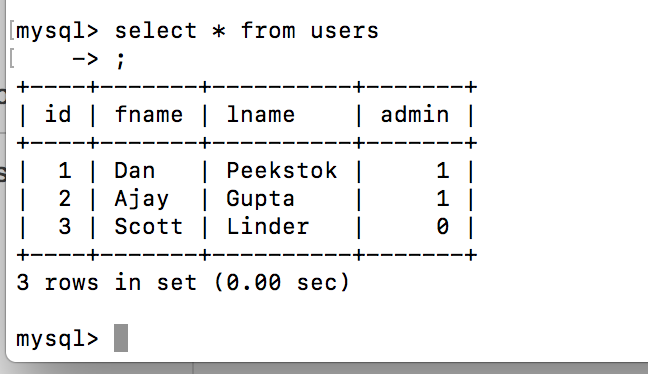 mysql> select * from users
    -> ;
+----+-------+----------+-------+
| id | fname | lname    | admin |
+----+-------+----------+-------+
|  1 | Dan   | Peekstok |     1 |
|  2 | Ajay  | Gupta    |     1 |
|  3 | Scott | Linder   |     0 |
+----+-------+----------+-------+
3 rows in set (0.00 sec)
mysql>